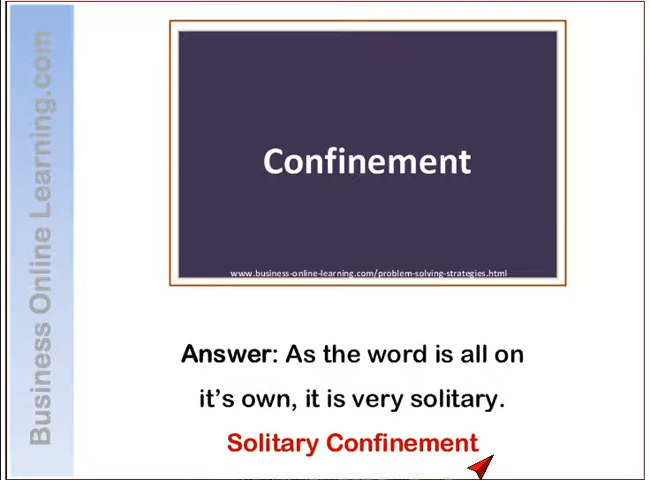 Business Online Learning.com
Confinement
www.business-online-learning.com/problem-solving-strategies.html
Answer: As the word is all on
it's own, it is very solitary.
Solitary Confinement